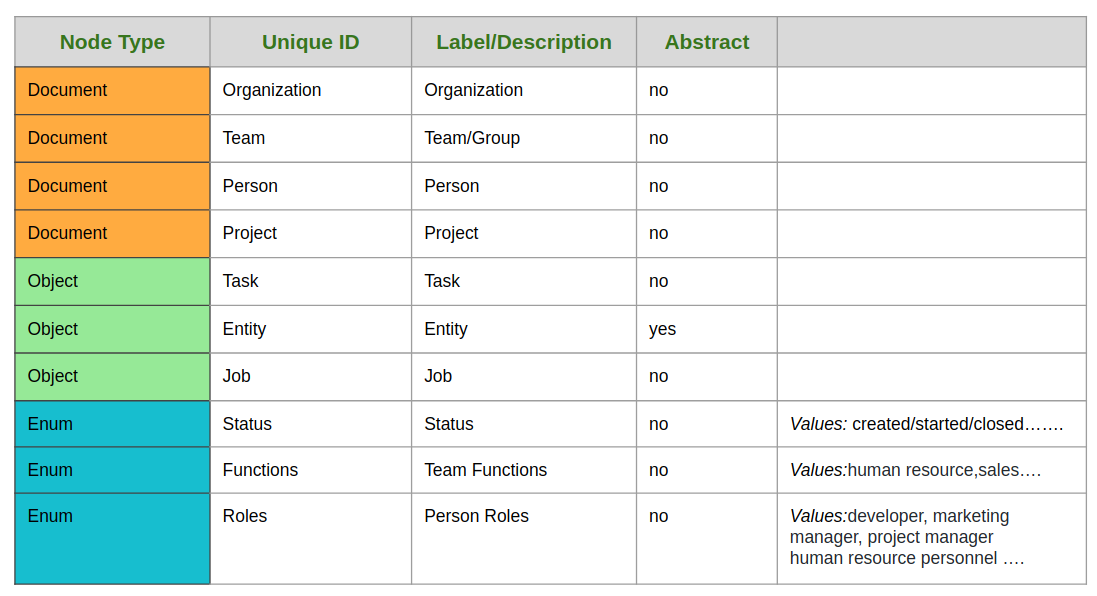 Node Type Unique ID Label/Description Abstract
Document Organization Organization no
Document Team Team/Group no
Document Person Person no
Document Project Project no
Object Task Task no
Object Entity Entity yes
Object Job Job no
Enum Status Status no Values: created/started/closed…….
Enum Functions Team Functions no Values:human resource,sales….
Enum Roles Person Roles no Values:developer, marketing
manager, project manager
human resource personnel ….